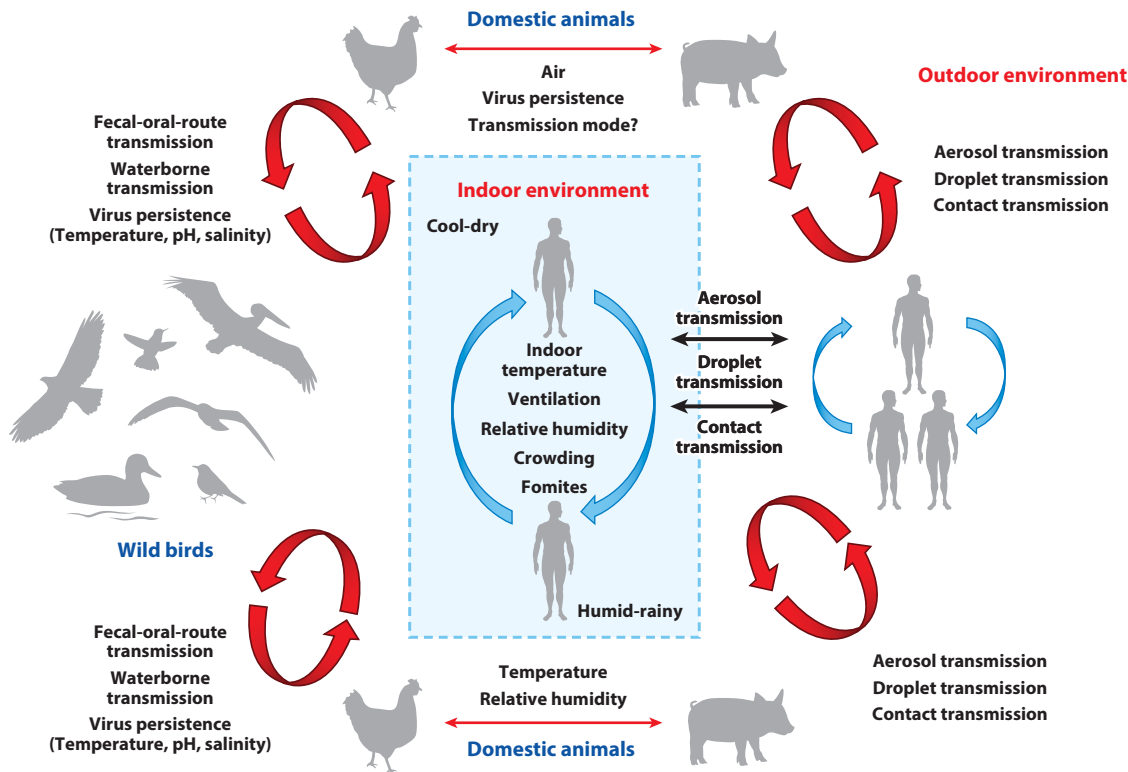 Domestic animals
Air
Virus persistence
Transmission mode?
Outdoor environment
Fecal-oral-route
transmission
Waterborne
transmission
Virus persistence
(Temperature, pH, salinity)
Aerosol transmission
Droplet transmission
Contact transmission
Indoor environment
Cool-dry
Indoor
temperature
Ventilation
Relative humidity
Crowding
Fomites
Humid-rainy
Aerosol
transmission
Droplet
transmission
Contact
transmission
Wild birds
Fecal-oral-route
transmission
Waterborne
transmission
Virus persistence
(Temperature, pH, salinity)
Temperature
Relative humidity
Domestic animals
Aerosol transmission
Droplet transmission
Contact transmission